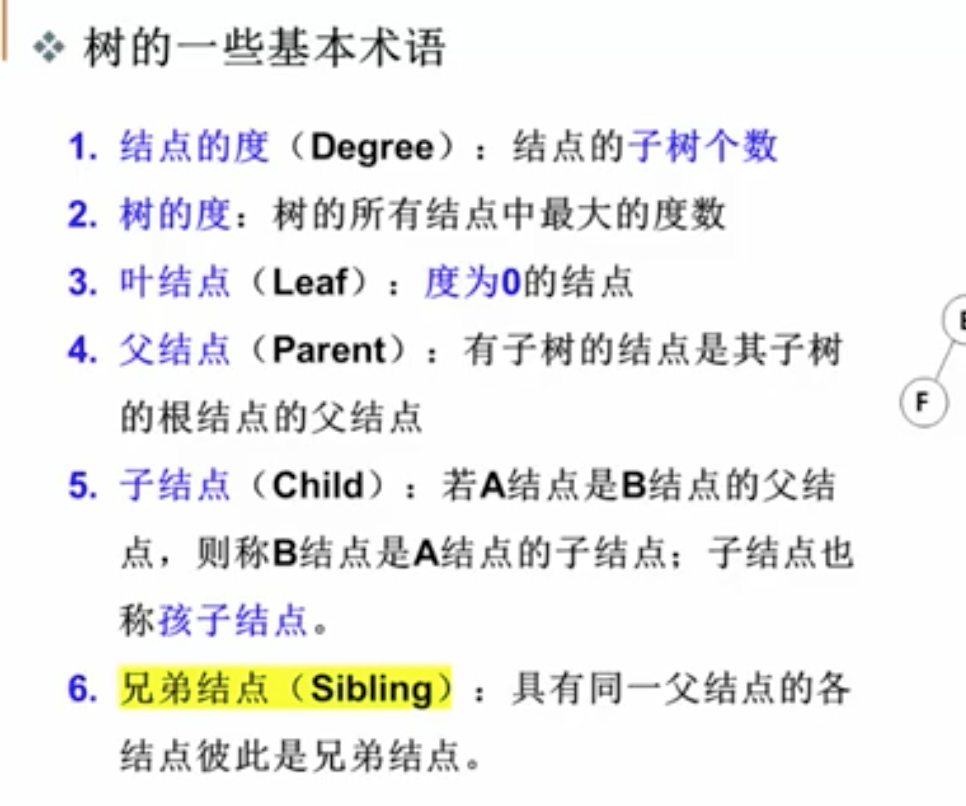 树的一些基本术语
1. 结点的度（Degree）：结点的子树个数
2. 树的度：树的所有结点中最大的度数
3. 叶结点（Leaf）：度为0的结点
4. 父结点（Parent）：有子树的结点是其子树
的根结点的父结点
5. 子结点（Child）：若A结点是B结点的父结
点，则称B结点是A结点的子结点；子结点也
称孩子结点。
6. 兄弟结点（Sibling）：具有同一父结点的各
结点彼此是兄弟结点。
F